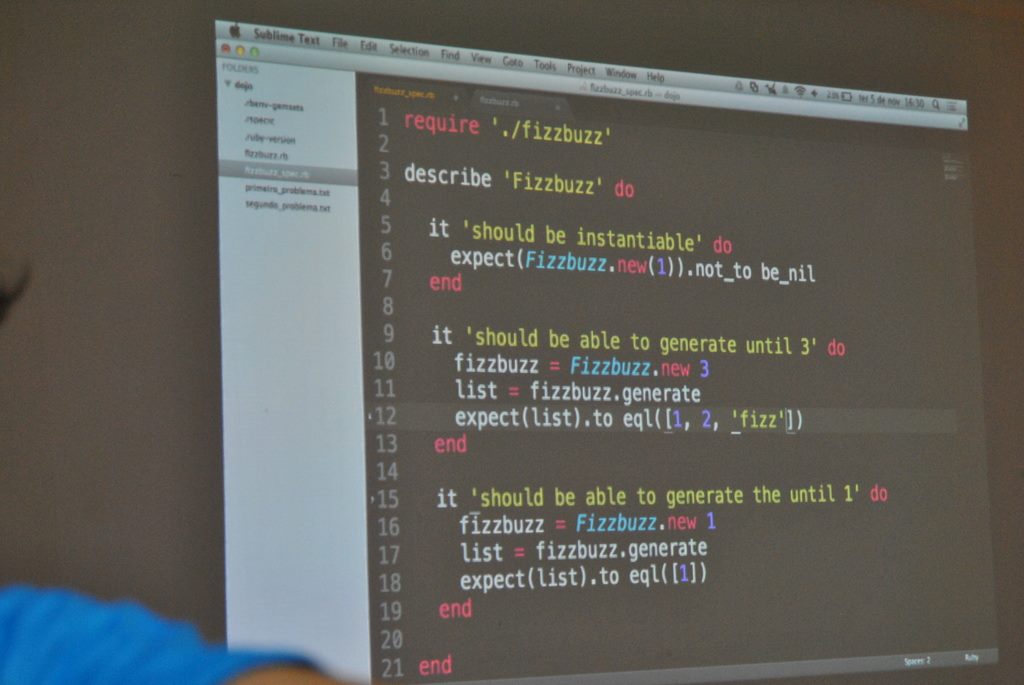 Sublime Text File Edit Selection Find View Goto Tools Project Window Help
ter 5 de nov 16:30
fizzbuzz_spec.rb — dojo
FOLDERS
dojo
.rbenv-gemsets
.rspec
.ruby-version
fizzbuzz.rb
fizzbuzz_spec.rb
primeiro_problema.txt
segundo_problema.txt
fizzbuzz_spec.rb
fizzbuzz.rb
1 require './fizzbuzz'
2
3 describe 'Fizzbuzz' do
4
5 it 'should be instantiable' do
6 expect(Fizzbuzz.new(1)).not_to be_nil
7 end
8
9 it 'should be able to generate until 3' do
10 fizzbuzz = Fizzbuzz.new 3
11 list = fizzbuzz.generate
12 expect(list).to eql([1, 2, 'fizz'])
13 end
14
15 it 'should be able to generate the until 1' do
16 fizzbuzz = Fizzbuzz.new 1
17 list = fizzbuzz.generate
18 expect(list).to eql([1])
19 end
20
21 end
Spaces: 2 Ruby